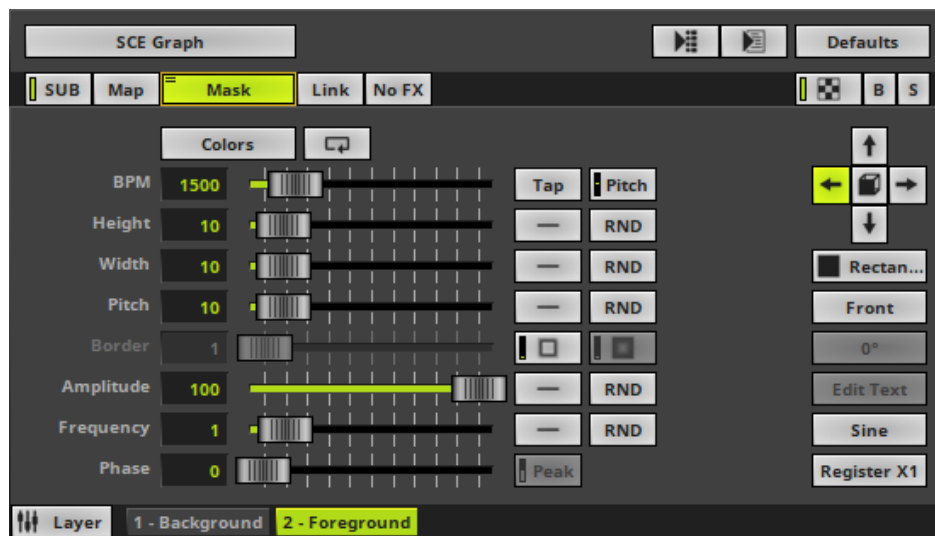 SCE Graph Defaults
SUB Map Mask Link No FX B S
Colors
BPM 1500 Tap Pitch
Height 10 RND
Width 10 RND Rectan...
Pitch 10 RND Front
Border 1 0°
Amplitude 100 RND Edit Text
Frequency 1 RND Sine
Phase 0 Peak Register X1
Layer 1 - Background 2 - Foreground